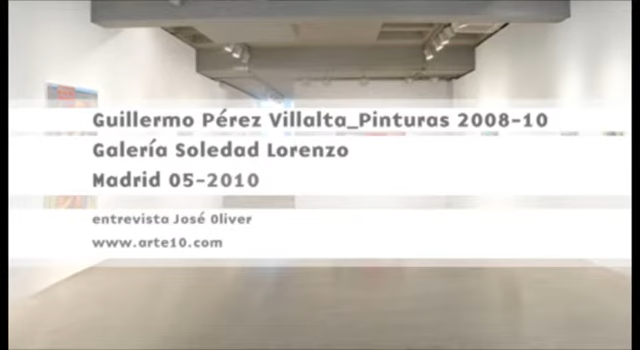 Guillermo Pérez Villalta_Pinturas 2008-10
Galería Soledad Lorenzo
Madrid 05-2010
entrevista José Oliver
www.arte10.com